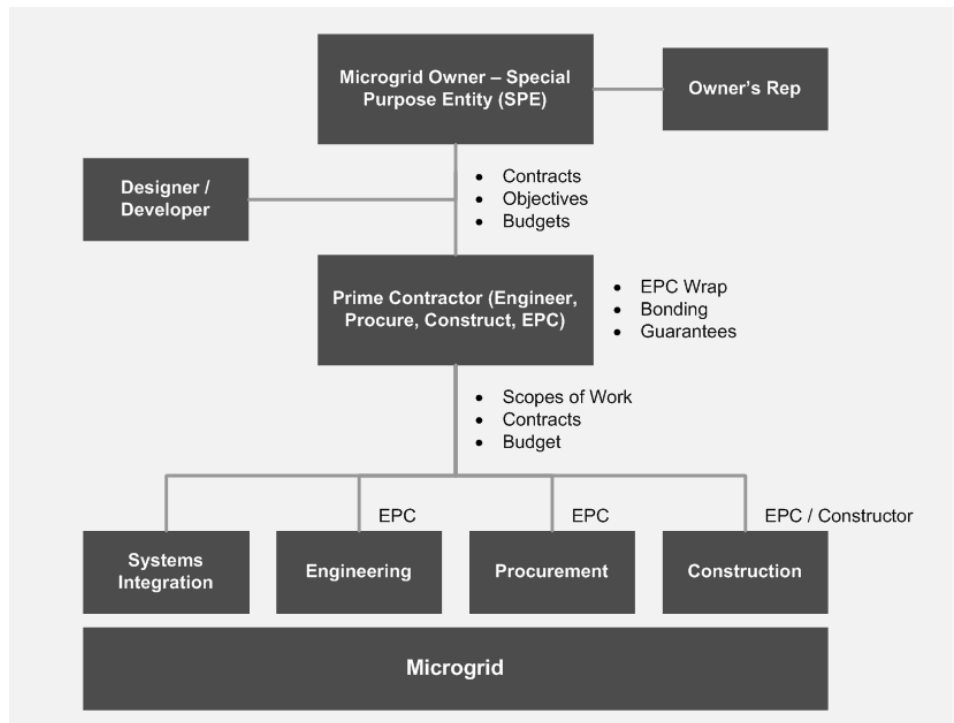 Microgrid Owner – Special
Purpose Entity (SPE)
Owner's Rep
Designer /
Developer
• Contracts
• Objectives
• Budgets
Prime Contractor (Engineer,
Procure, Construct, EPC)
• EPC Wrap
• Bonding
• Guarantees
• Scopes of Work
• Contracts
• Budget
EPC
EPC
EPC / Constructor
Systems
Integration
Engineering
Procurement
Construction
Microgrid